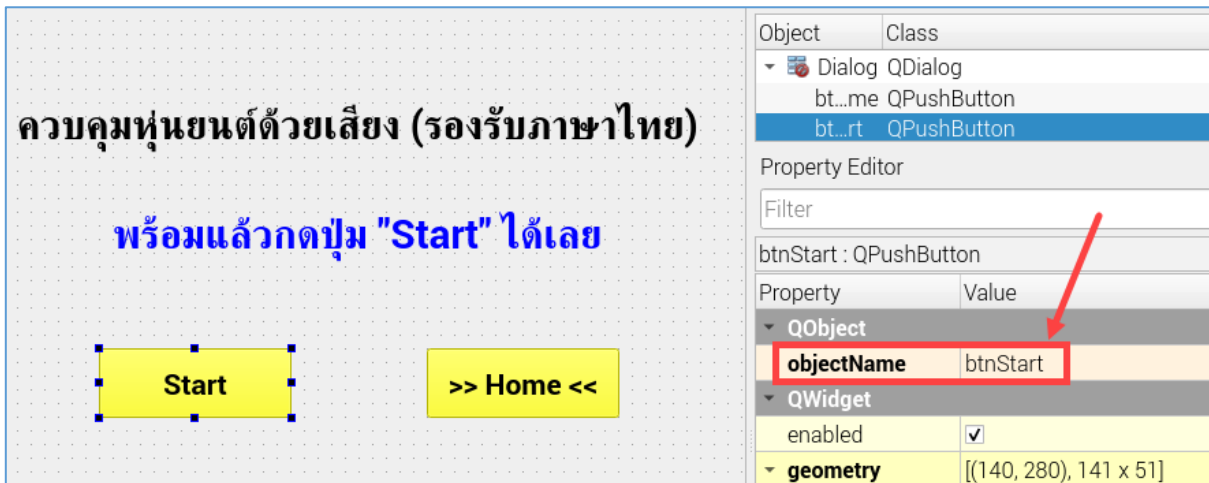 ควบคุมหุ่นยนต์ด้วยเสียง (รองรับภาษาไทย)
พร้อมแล้วกดปุ่ม "Start" ได้เลย
Start
>> Home <<
Object Class
Dialog QDialog
bt...me QPushButton
bt...rt QPushButton
Property Editor
Filter
btnStart : QPushButton
Property Value
QObject
objectName btnStart
QWidget
enabled
geometry [(140, 280), 141 x 51]